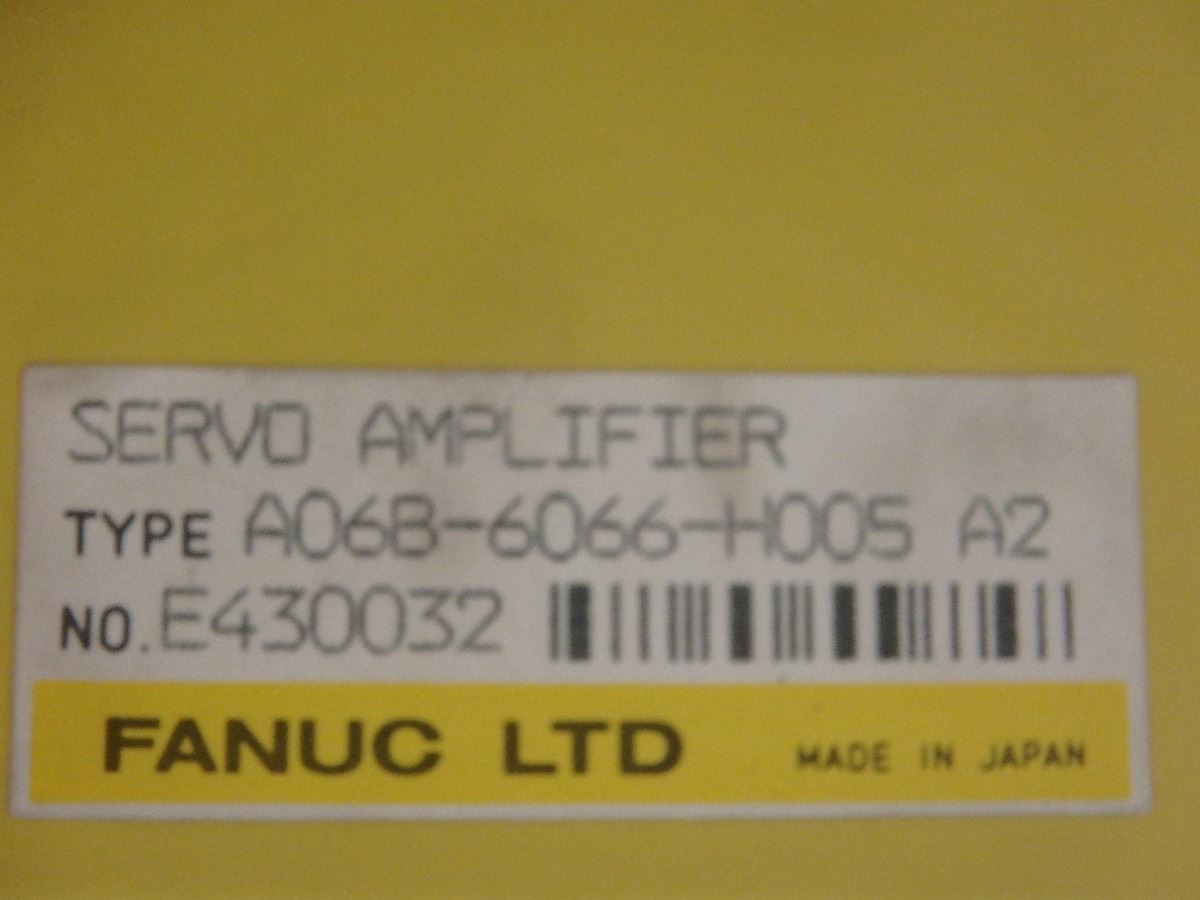 SERVO AMPLIFIER
TYPE A06B-6066-H005 A2
NO. E430032
FANUC LTD MADE IN JAPAN